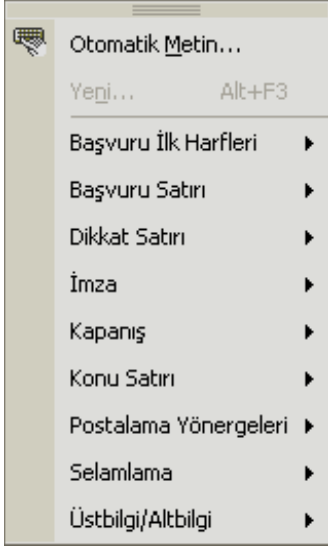 Otomatik Metin...
Yeni... Alt+F3
Başvuru İlk Harfleri
Başvuru Satırı
Dikkat Satırı
İmza
Kapanış
Konu Satırı
Postalama Yönergeleri
Selamlama
Üstbilgi/Altbilgi